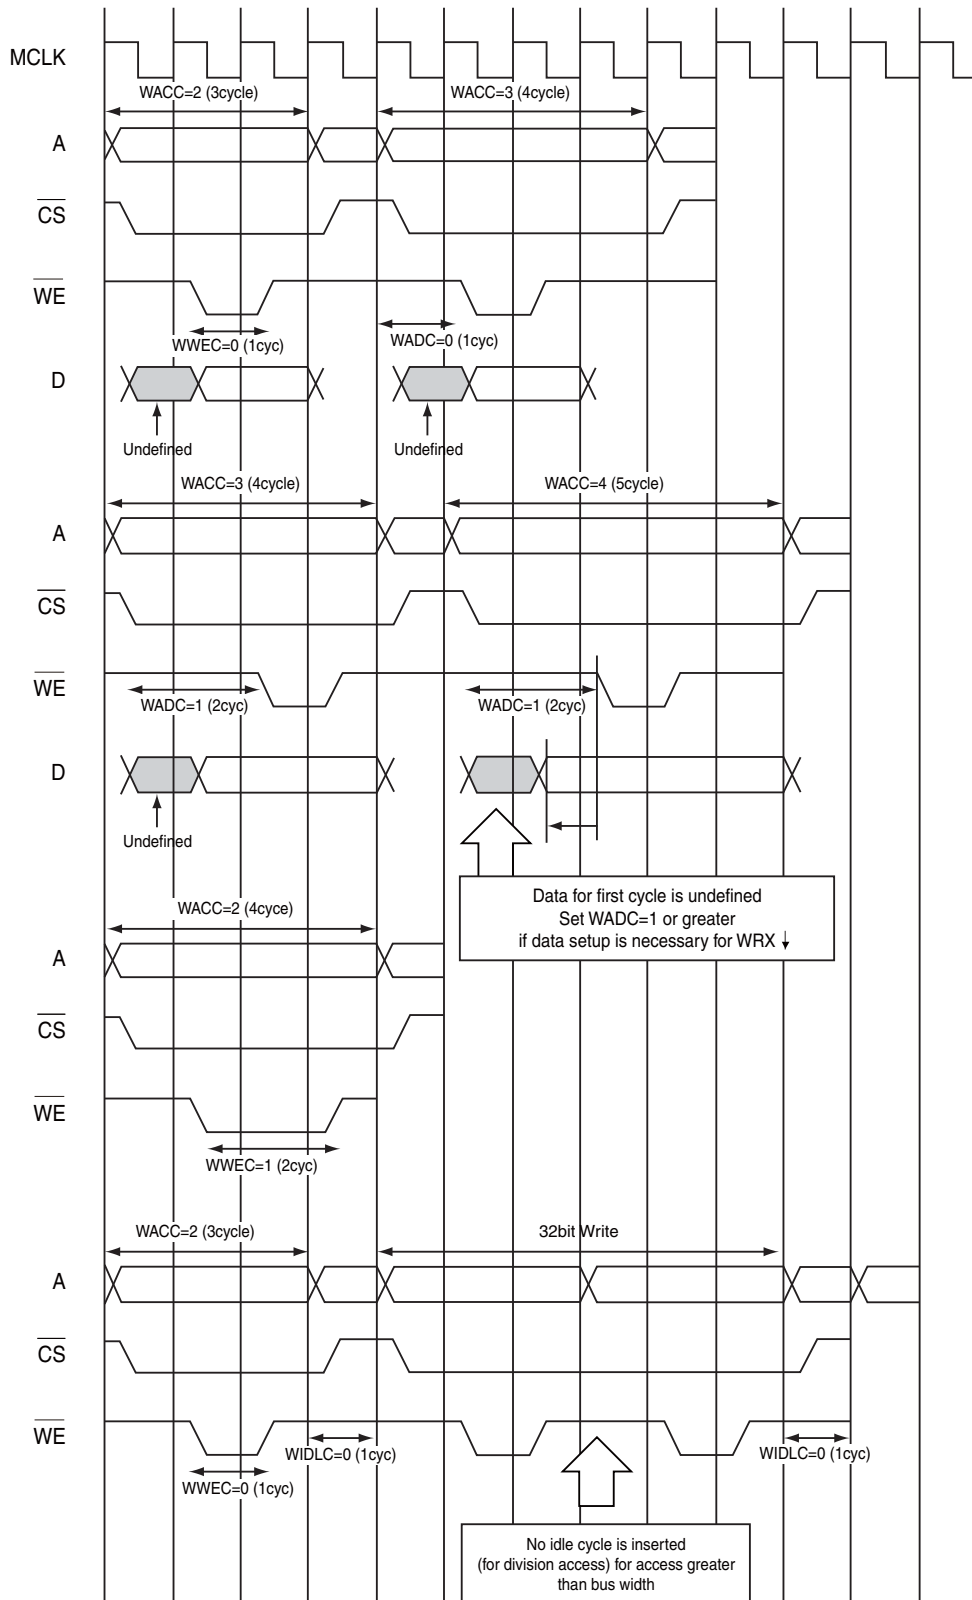 MCLK
WACC=2 (3cycle) WACC=3 (4cycle)
A
CS
WE
WWEC=0 (1cyc) WADC=0 (1cyc)
D
Undefined Undefined
WACC=3 (4cycle) WACC=4 (5cycle)
A
CS
WE
WADC=1 (2cyc) WADC=1 (2cyc)
D
Undefined
Data for first cycle is undefined
Set WADC=1 or greater
if data setup is necessary for WRX ↓
WACC=2 (4cyce)
A
CS
WE
WWEC=1 (2cyc)
WACC=2 (3cycle) 32bit Write
A
CS
WE
WIDLC=0 (1cyc) WIDLC=0 (1cyc)
WWEC=0 (1cyc)
No idle cycle is inserted
(for division access) for access greater
than bus width